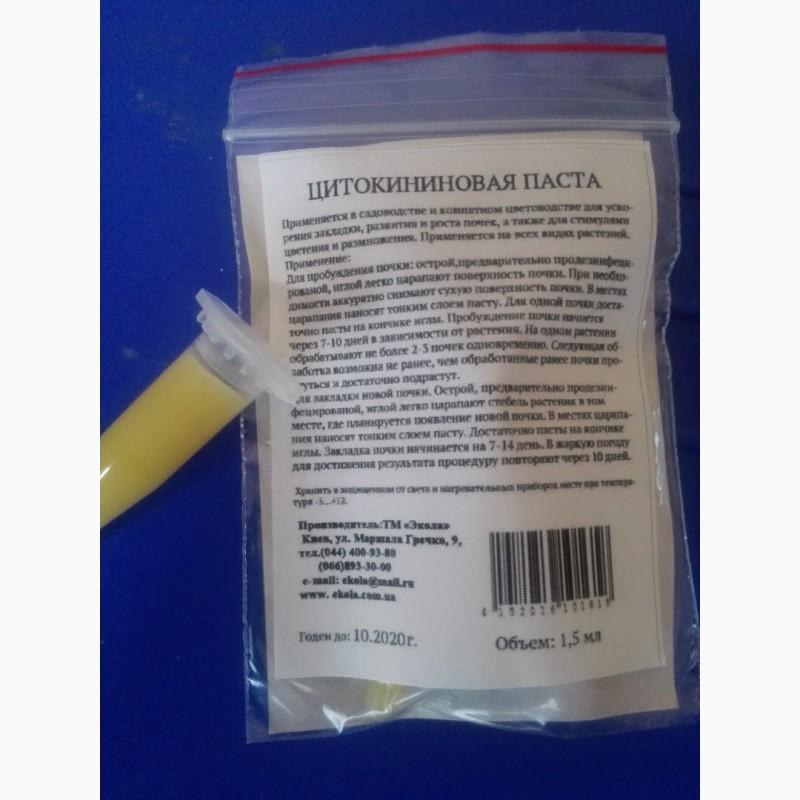 ЦИТОКИНИНОВАЯ ПАСТА
Применяется в садоводстве и комнатном цветоводстве для уско-
рения закладки, развития и роста почек, а также для стимуляии
цветения и размножения. Применяется на всех видах растений.
Применение:
Для пробуждения почки: острой,предварительно продезинфеци-
рованой, иглой легко царапают поверхность почки. При необхо-
димости аккуратно снимают сухую поверхность почки. В местах
царапания наносят тонким слоем пасту. Для одной почки доста-
точно пасты на кончике иглы. Пробуждение почки начнется
через 7-10 дней в зависимости от растения. На одном растении
обрабатывают не более 2-3 почек одновременно. Следующая об-
работка возможна не ранее, чем обработанные ранее почки про-
снуться и достаточно подрастут.
Для закладки новой почки. Острой, предварительно продезин-
фецированой, иглой легко царапают стебель растения в том
месте, где планируется появление новой почки. В местах царапа-
ния наносят тонким слоем пасту. Достаточно пасты на кончике
иглы. Закладка почки начинается на 7-14 день. В жаркую погоду
для достижения результата процедуру повторяют через 10 дней.
Хранить в защищенном от света и нагревательных приборов месте при темпера-
туря -5...+12.
Производитель:ТМ «Экола»
Киев, ул. Маршала Гречко, 9,
тел.(044) 400-93-80
(066)893-30-00
e-mail: ekola@mail.ru
www. ekola.com.ua
Годен до: 10.2020г.
Объем: 1,5 мл